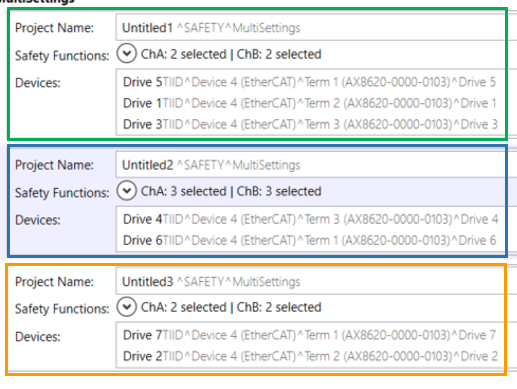 MultiSettings
Project Name: Untitled1 ^SAFETY^MultiSettings
Safety Functions: ChA: 2 selected | ChB: 2 selected
Devices: Drive 5TIID^Device 4 (EtherCAT)^Term 1 (AX8620-0000-0103)^Drive 5
Drive 1TIID^Device 4 (EtherCAT)^Term 2 (AX8620-0000-0103)^Drive 1
Drive 3TIID^Device 4 (EtherCAT)^Term 3 (AX8620-0000-0103)^Drive 3
Project Name: Untitled2 ^SAFETY^MultiSettings
Safety Functions: ChA: 3 selected | ChB: 3 selected
Devices: Drive 4TIID^Device 4 (EtherCAT)^Term 3 (AX8620-0000-0103)^Drive 4
Drive 6TIID^Device 4 (EtherCAT)^Term 1 (AX8620-0000-0103)^Drive 6
Project Name: Untitled3 ^SAFETY^MultiSettings
Safety Functions: ChA: 2 selected | ChB: 2 selected
Devices: Drive 7TIID^Device 4 (EtherCAT)^Term 1 (AX8620-0000-0103)^Drive 7
Drive 2TIID^Device 4 (EtherCAT)^Term 2 (AX8620-0000-0103)^Drive 2